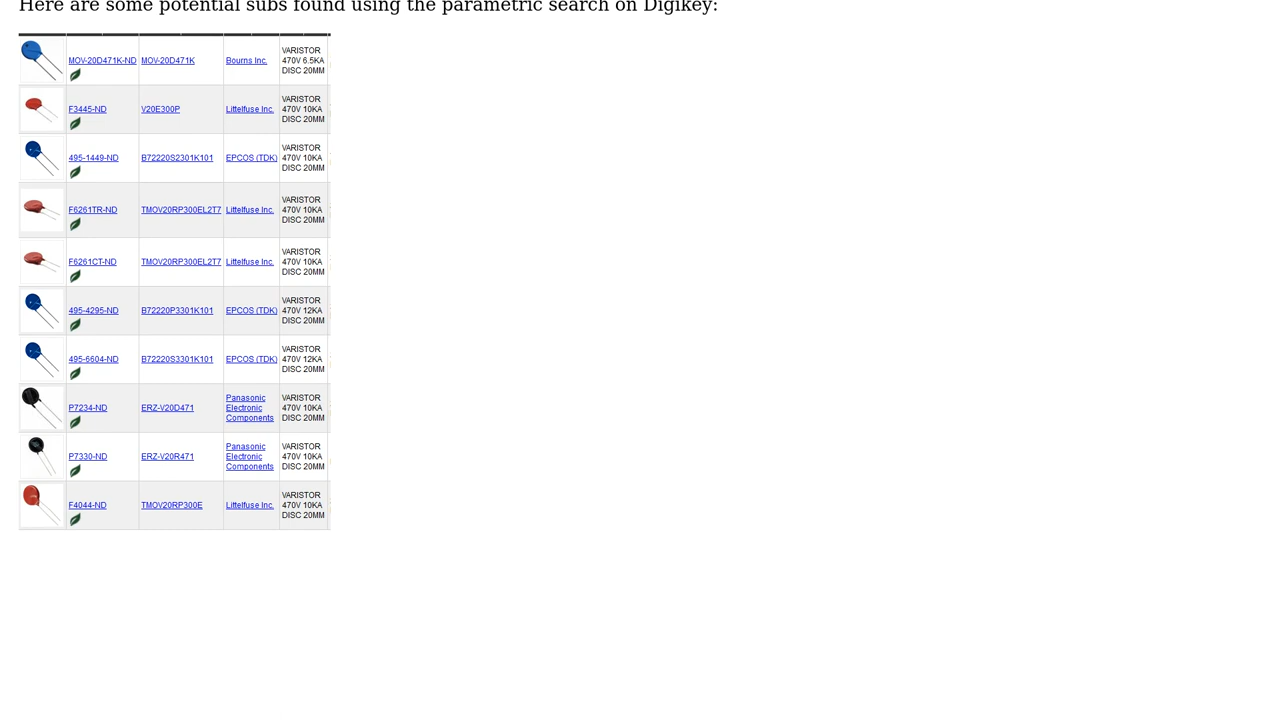 Here are some potential subs found using the parametric search on Digikey:
MOV-20D471K-ND MOV-20D471K Bourns Inc. VARISTOR
470V 6.5KA
DISC 20MM
F3445-ND V20E300P Littelfuse Inc. VARISTOR
470V 10KA
DISC 20MM
495-1449-ND B72220S2301K101 EPCOS (TDK) VARISTOR
470V 10KA
DISC 20MM
F6261TR-ND TMOV20RP300EL2T7 Littelfuse Inc. VARISTOR
470V 10KA
DISC 20MM
F6261CT-ND TMOV20RP300EL2T7 Littelfuse Inc. VARISTOR
470V 10KA
DISC 20MM
495-4295-ND B72220P3301K101 EPCOS (TDK) VARISTOR
470V 12KA
DISC 20MM
495-6604-ND B72220S3301K101 EPCOS (TDK) VARISTOR
470V 12KA
DISC 20MM
P7234-ND ERZ-V20D471 Panasonic
Electronic
Components
VARISTOR
470V 10KA
DISC 20MM
P7330-ND ERZ-V20R471 Panasonic
Electronic
Components
VARISTOR
470V 10KA
DISC 20MM
F4044-ND TMOV20RP300E Littelfuse Inc. VARISTOR
470V 10KA
DISC 20MM